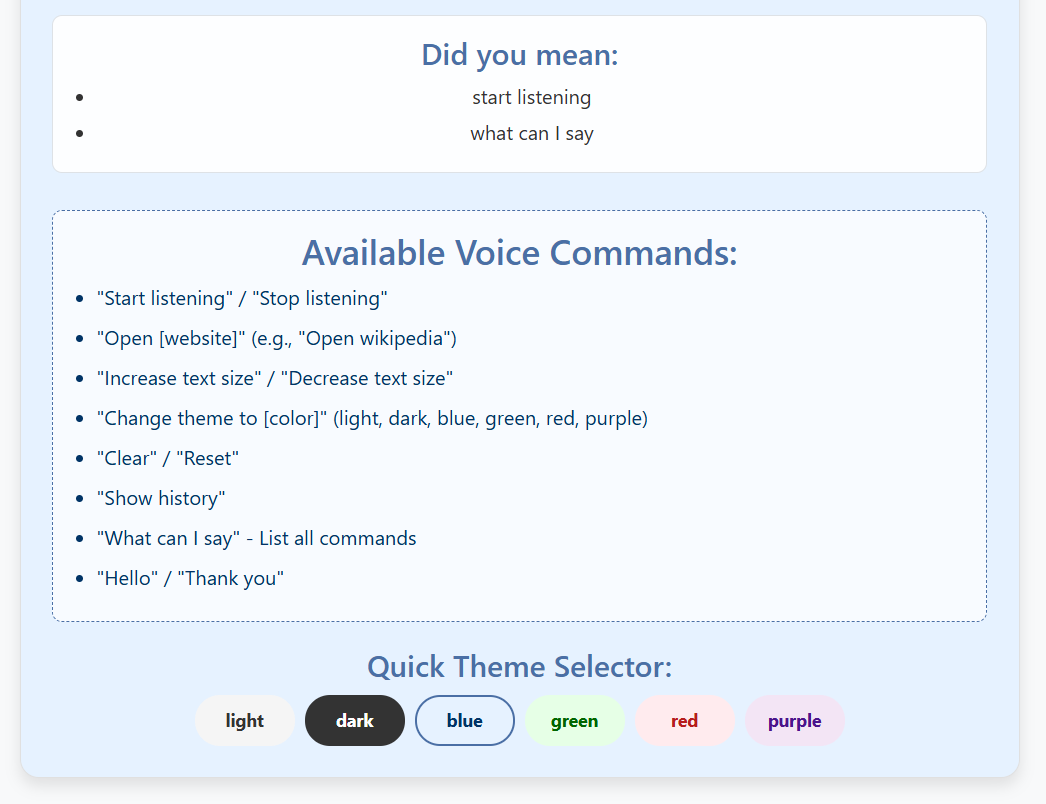 Did you mean:
• start listening
• what can I say
Available Voice Commands:
• "Start listening" / "Stop listening"
• "Open [website]" (e.g., "Open wikipedia")
• "Increase text size" / "Decrease text size"
• "Change theme to [color]" (light, dark, blue, green, red, purple)
• "Clear" / "Reset"
• "Show history"
• "What can I say" - List all commands
• "Hello" / "Thank you"
Quick Theme Selector:
light dark blue green red purple